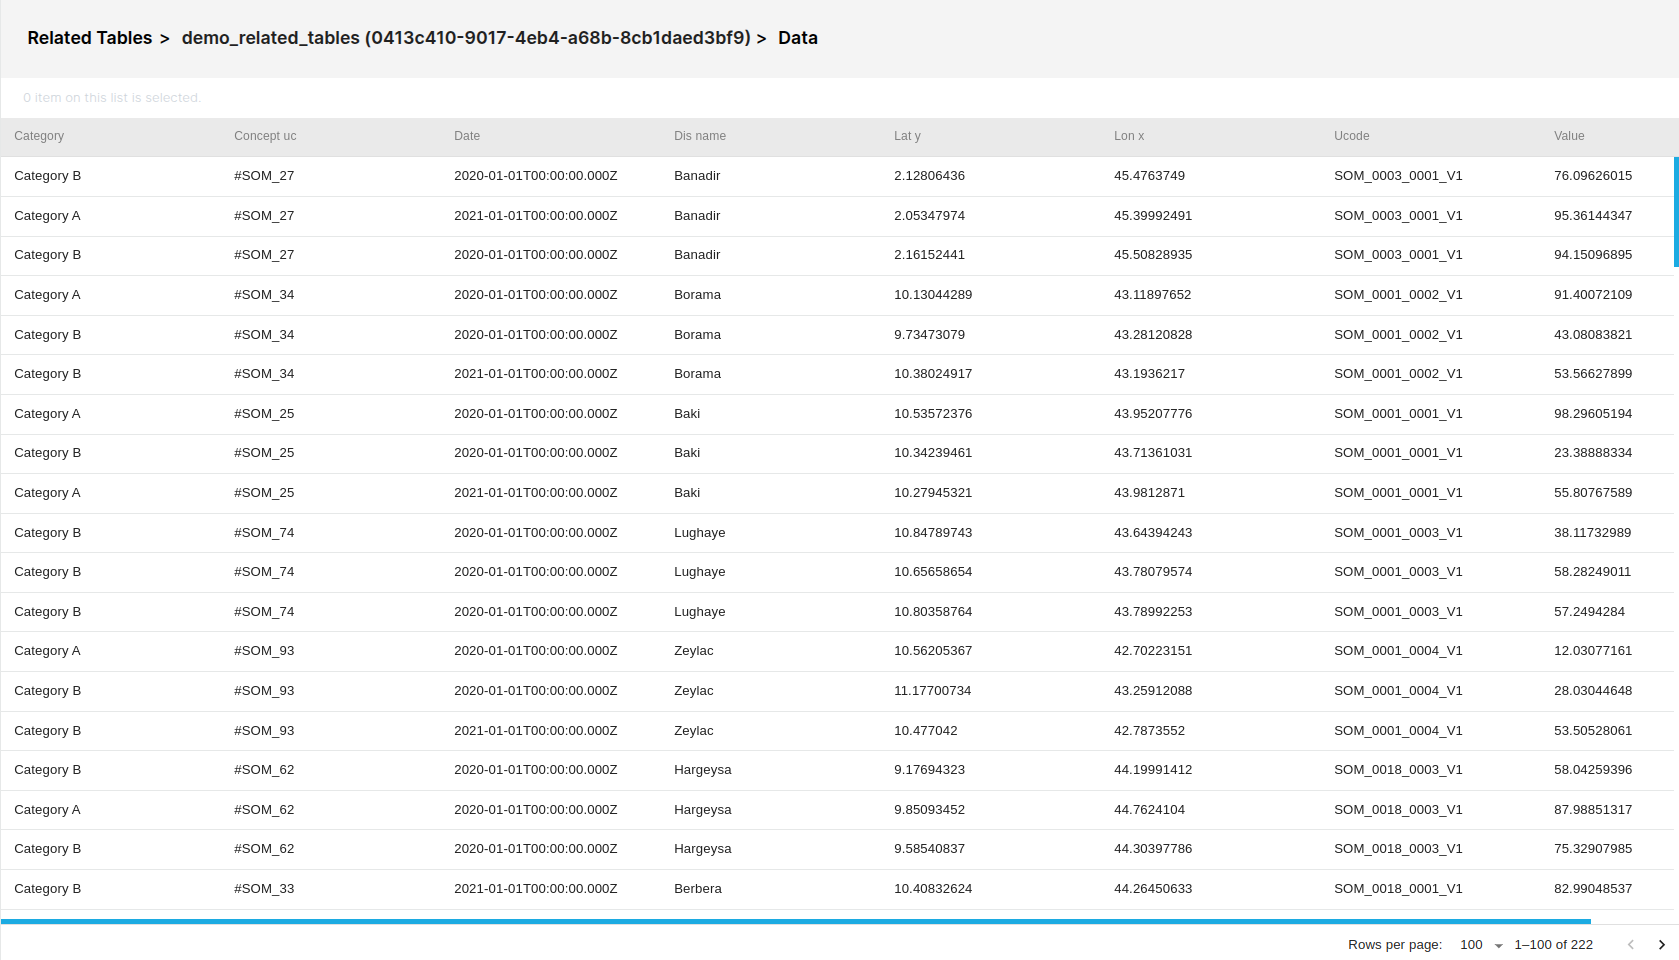 Related Tables > demo_related_tables (0413c410-9017-4eb4-a68b-8cb1daed3bf9) > Data
0 item on this list is selected.
Category Concept uc Date Dis name Lat y Lon x Ucode Value
Category B #SOM_27 2020-01-01T00:00:00.000Z Banadir 2.12806436 45.4763749 SOM_0003_0001_V1 76.09626015
Category A #SOM_27 2021-01-01T00:00:00.000Z Banadir 2.05347974 45.39992491 SOM_0003_0001_V1 95.36144347
Category B #SOM_27 2020-01-01T00:00:00.000Z Banadir 2.16152441 45.50828935 SOM_0003_0001_V1 94.15096895
Category A #SOM_34 2020-01-01T00:00:00.000Z Borama 10.13044289 43.11897652 SOM_0001_0002_V1 91.40072109
Category B #SOM_34 2020-01-01T00:00:00.000Z Borama 9.73473079 43.28120828 SOM_0001_0002_V1 43.08083821
Category B #SOM_34 2021-01-01T00:00:00.000Z Borama 10.38024917 43.1936217 SOM_0001_0002_V1 53.56627899
Category A #SOM_25 2020-01-01T00:00:00.000Z Baki 10.53572376 43.95207776 SOM_0001_0001_V1 98.29605194
Category B #SOM_25 2020-01-01T00:00:00.000Z Baki 10.34239461 43.71361031 SOM_0001_0001_V1 23.38888334
Category A #SOM_25 2021-01-01T00:00:00.000Z Baki 10.27945321 43.9812871 SOM_0001_0001_V1 55.80767589
Category B #SOM_74 2020-01-01T00:00:00.000Z Lughaye 10.84789743 43.64394243 SOM_0001_0003_V1 38.11732989
Category B #SOM_74 2020-01-01T00:00:00.000Z Lughaye 10.65658654 43.78079574 SOM_0001_0003_V1 58.28249011
Category B #SOM_74 2020-01-01T00:00:00.000Z Lughaye 10.80358764 43.78992253 SOM_0001_0003_V1 57.2494284
Category A #SOM_93 2020-01-01T00:00:00.000Z Zeylac 10.56205367 42.70223151 SOM_0001_0004_V1 12.03077161
Category B #SOM_93 2020-01-01T00:00:00.000Z Zeylac 11.17700734 43.25912088 SOM_0001_0004_V1 28.03044648
Category B #SOM_93 2021-01-01T00:00:00.000Z Zeylac 10.477042 42.7873552 SOM_0001_0004_V1 53.50528061
Category B #SOM_62 2020-01-01T00:00:00.000Z Hargeysa 9.17694323 44.19991412 SOM_0018_0003_V1 58.04259396
Category A #SOM_62 2020-01-01T00:00:00.000Z Hargeysa 9.85093452 44.7624104 SOM_0018_0003_V1 87.98851317
Category B #SOM_62 2020-01-01T00:00:00.000Z Hargeysa 9.58540837 44.30397786 SOM_0018_0003_V1 75.32907985
Category B #SOM_33 2021-01-01T00:00:00.000Z Berbera 10.40832624 44.26450633 SOM_0018_0001_V1 82.99048537
Rows per page: 100 1–100 of 222